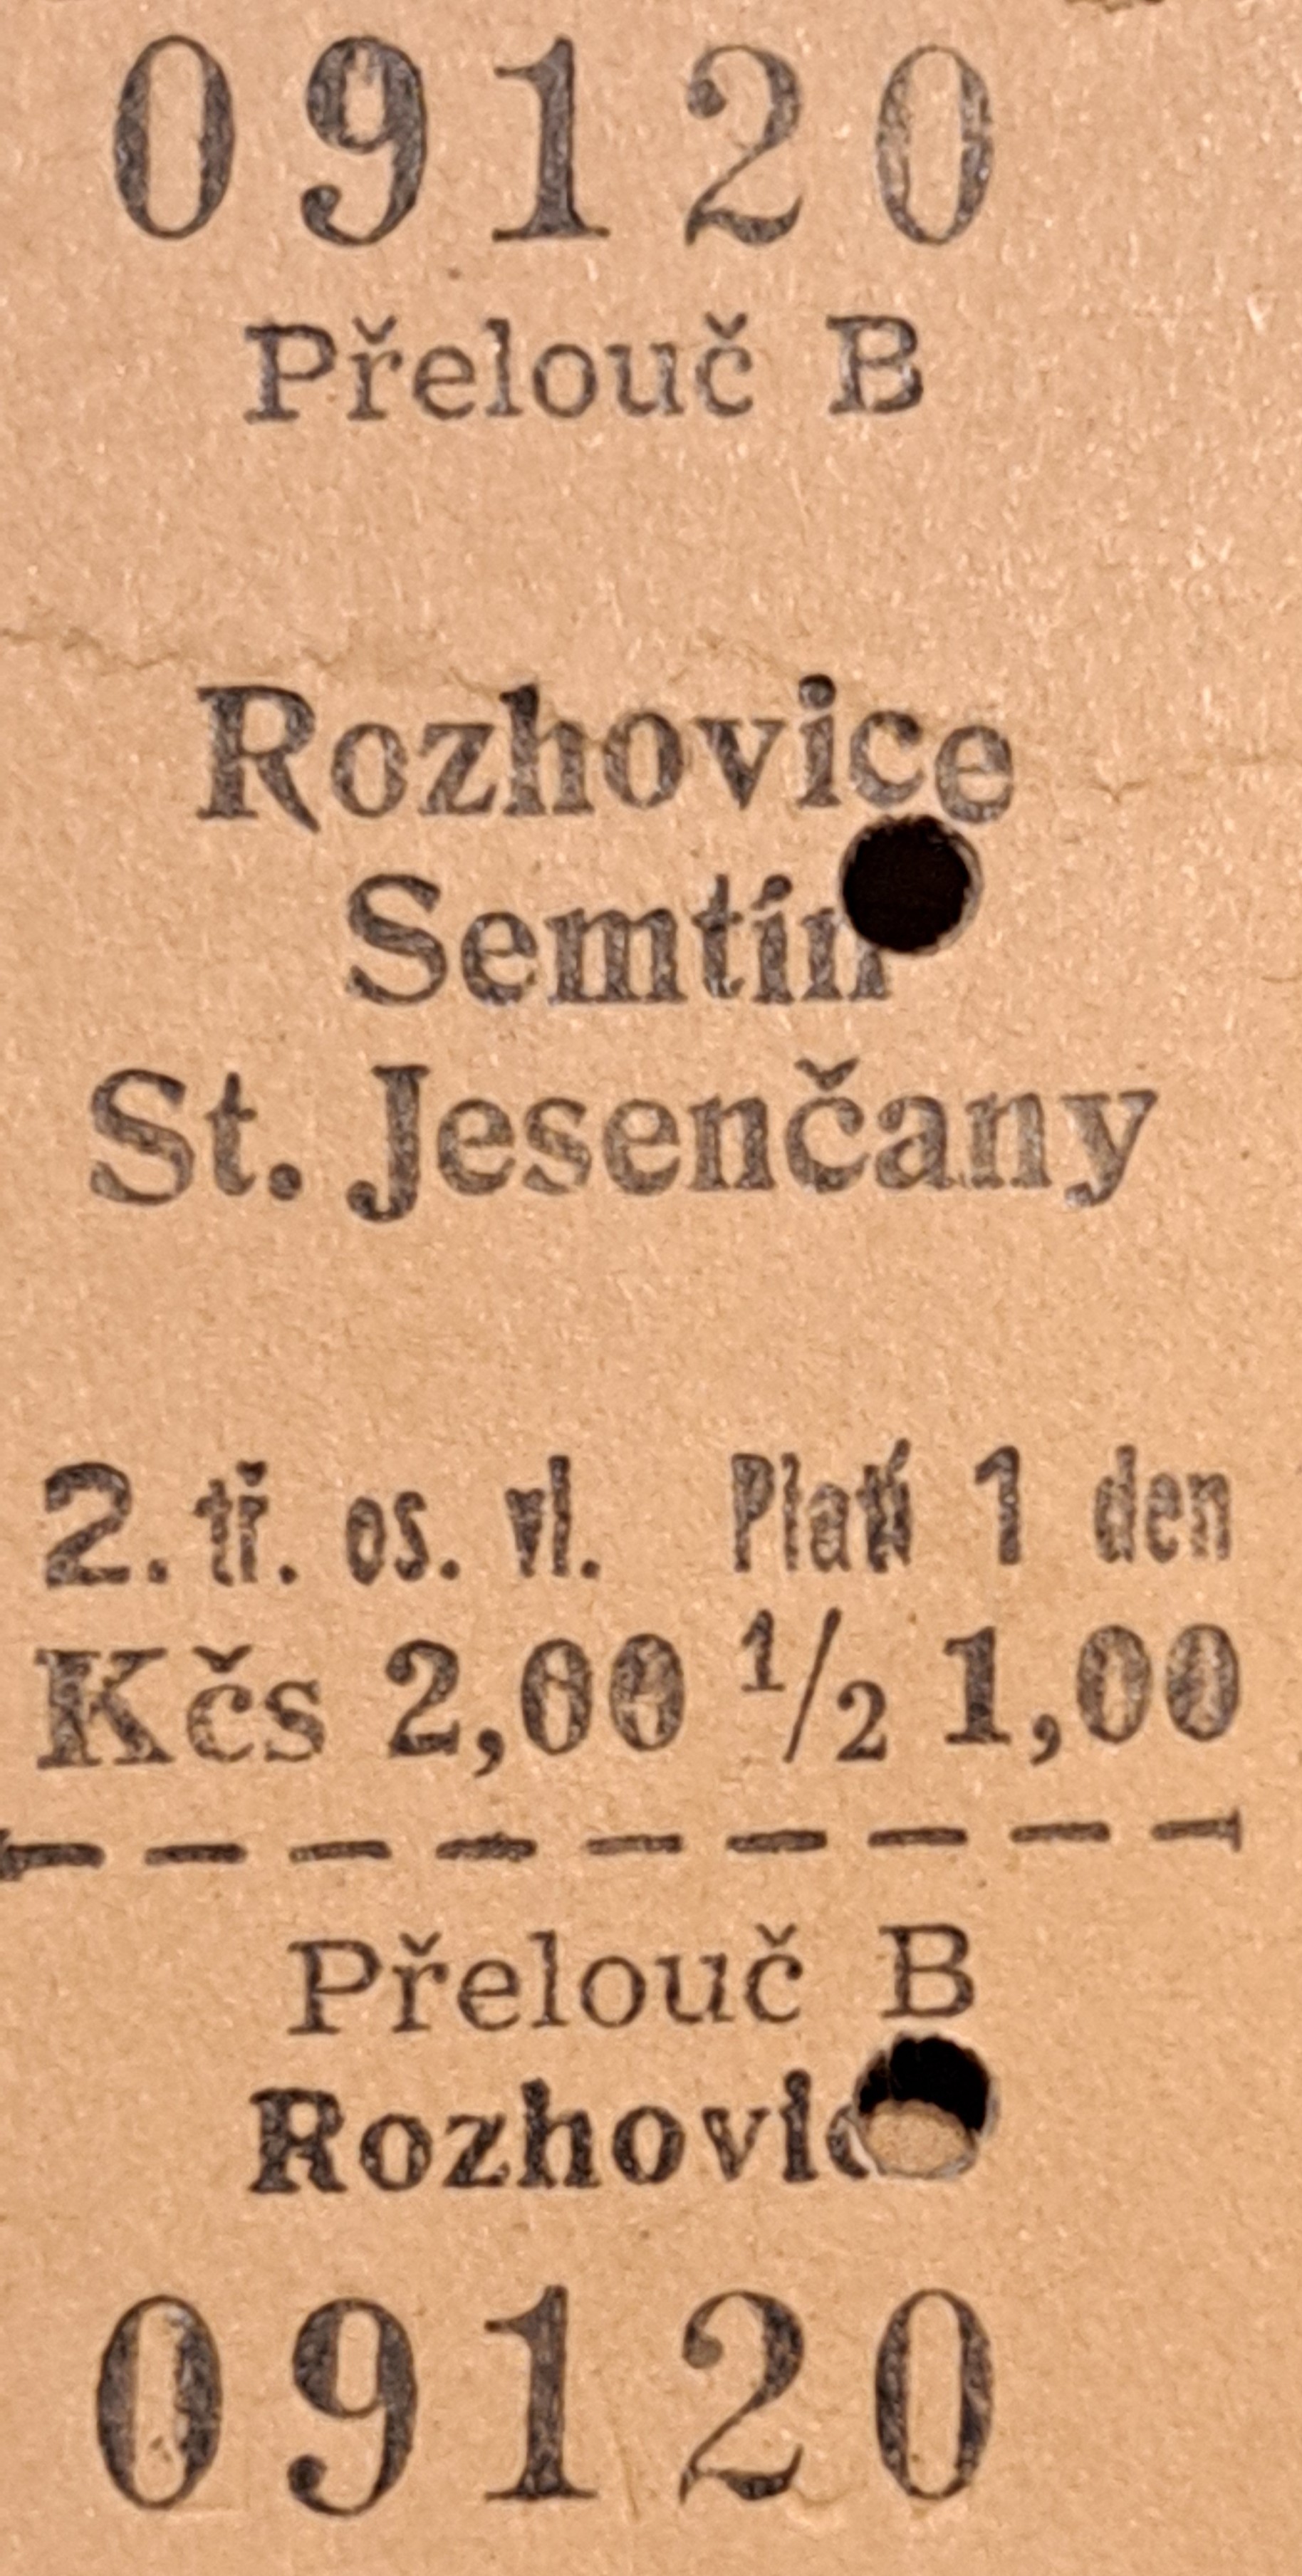 09120
Přelouč B
Rozhovice
Semtín
St. Jesenčany
2. tř. os. vl. Platí 1 den
Kčs 2,00 1/2 1,00
Přelouč B
09120